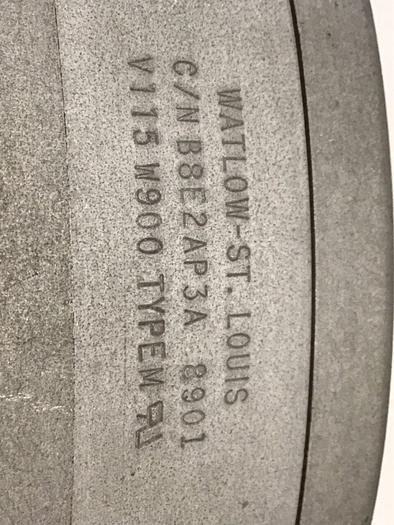 WATLOW-ST. LOUIS
C/N B8E2AP3A 8901
V115 W900 TYPEM